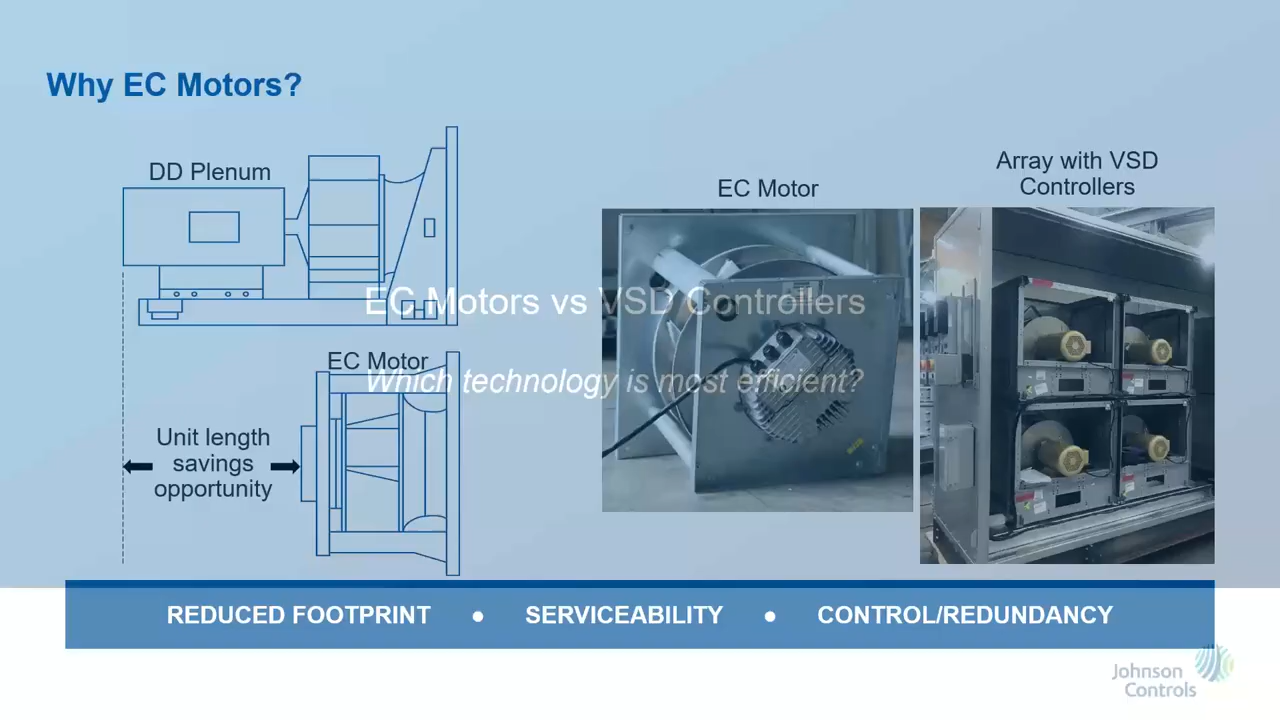 Why EC Motors?
DD Plenum
EC Motor
Unit length
savings
opportunity
EC Motor
Array with VSD
Controllers
EC Motors vs VSD Controllers
Which technology is most efficient?
REDUCED FOOTPRINT ● SERVICEABILITY ● CONTROL/REDUNDANCY
Johnson
Controls